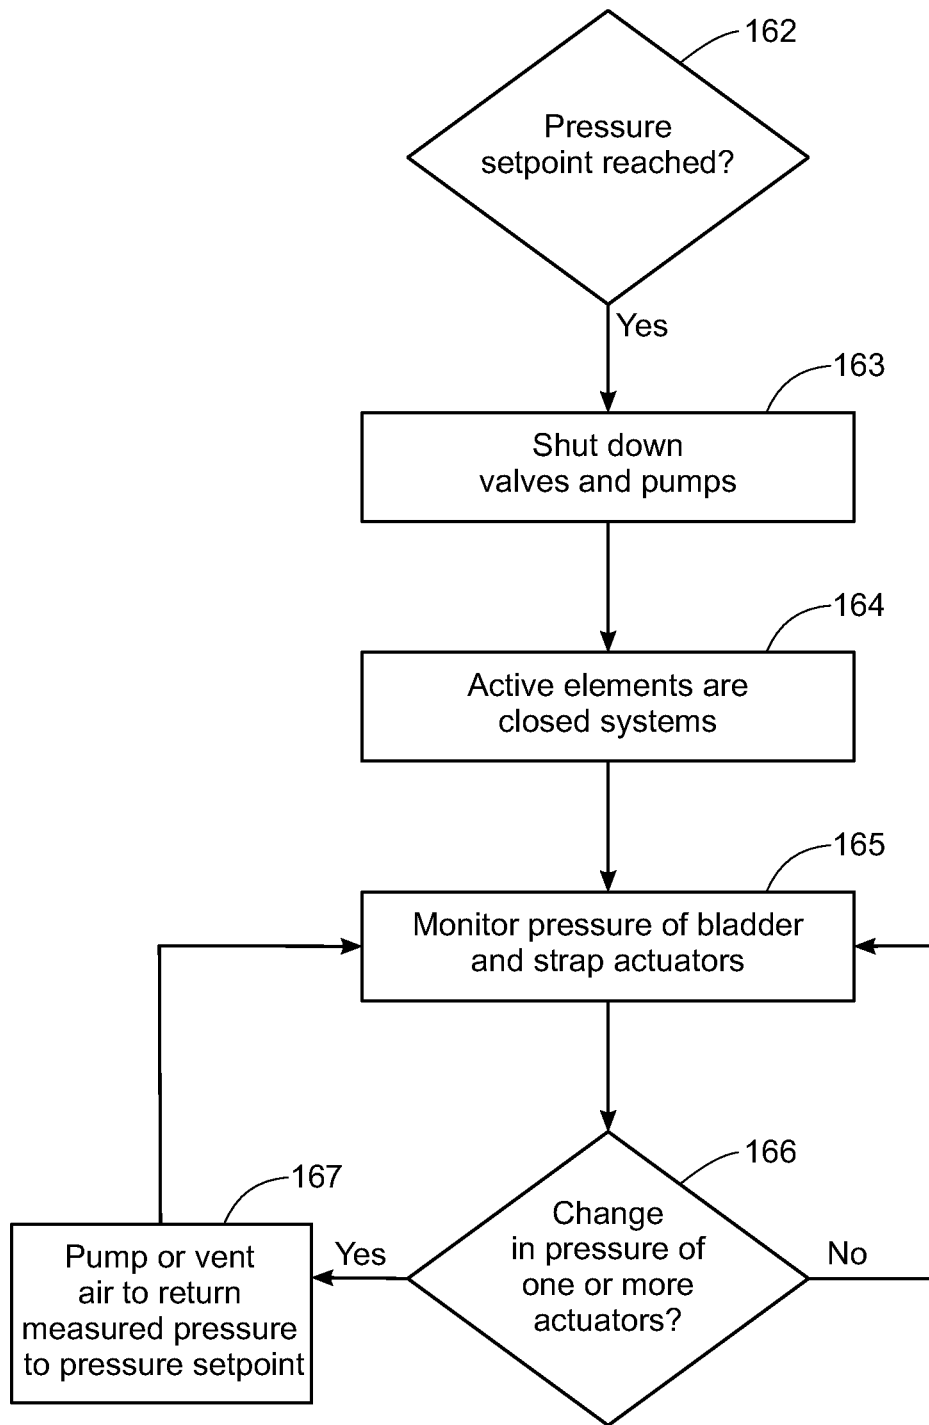 162
Pressure
setpoint reached?
Yes
163
Shut down
valves and pumps
164
Active elements are
closed systems
165
Monitor pressure of bladder
and strap actuators
166
Change
in pressure of
one or more
actuators?
Yes
No
167
Pump or vent
air to return
measured pressure
to pressure setpoint